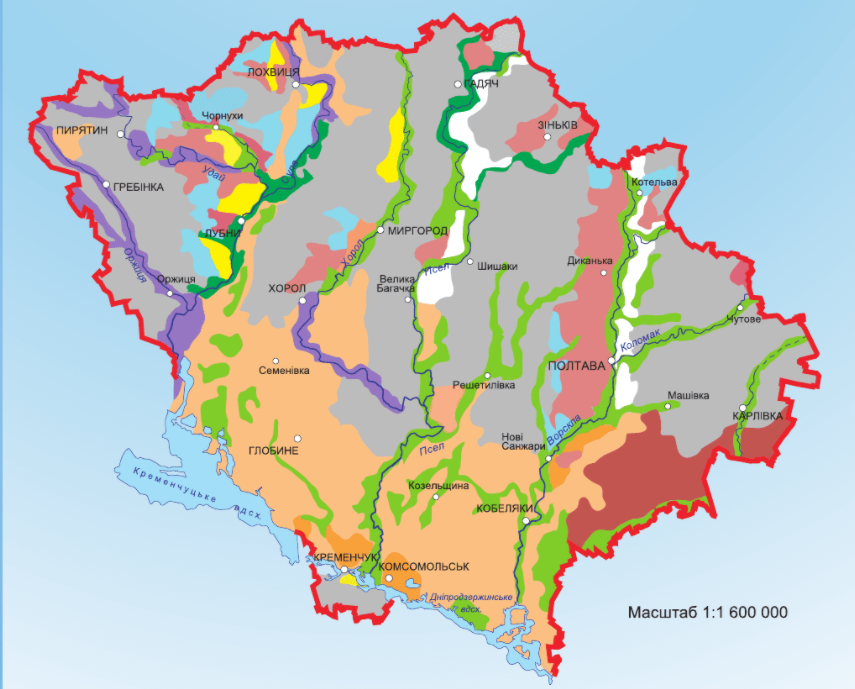 ЛОХВИЦЯ
ГАДЯЧ
Чорнухи
ПИРЯТИН
ЗІНЬКІВ
Удай
Сула
Котельва
ГРЕБІНКА
ЛУБНИ
МИРГОРОД
Хорол
Оржиця
Оржиця
Псел
Шишаки
Диканька
Велика
Багачка
ХОРОЛ
Чутове
Коломак
Семенівка
ПОЛТАВА
Решетилівка
Машівка
КАРЛІВКА
Ворскла
Нові
Санжари
ГЛОБИНЕ
Псел
Кременчуцьке
вдсх.
Козельщина
КОБЕЛЯКИ
КРЕМЕНЧУК
КОМСОМОЛЬСЬК
Дніпродзержинське
вдсх.
Масштаб 1:1 600 000